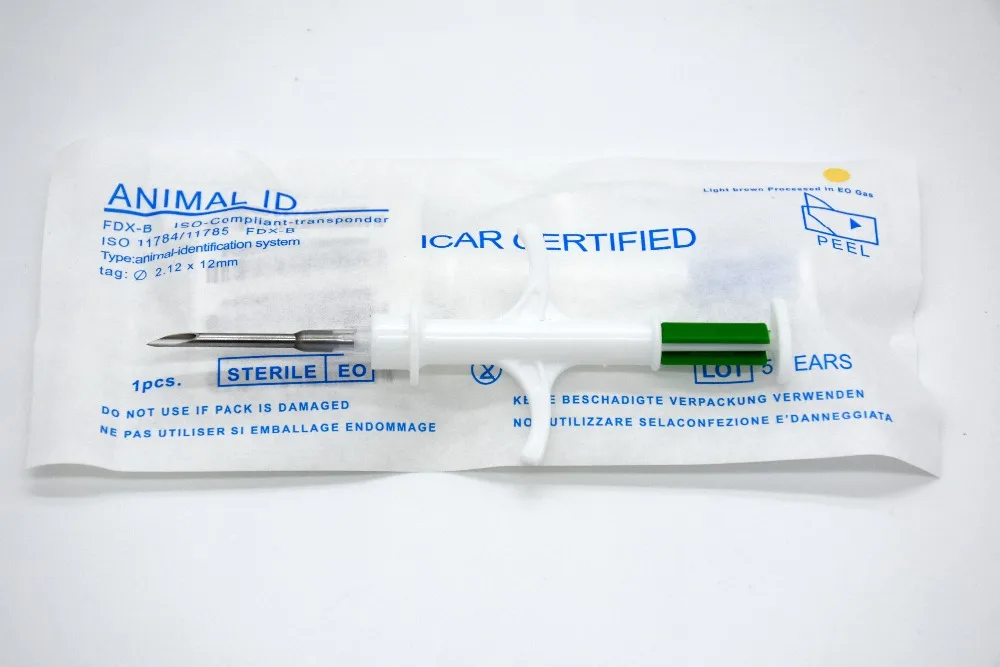 ANIMAL ID
FDX-B ISO-Compliant-transponder
ISO 11784/11785 FDX-B
Type:animal-identification system
tag: Ø 2.12 x 12mm
ICAR CERTIFIED
Light brown Processed in EO Gas
PEEL
1pcs.
STERILE EO
2
LOT 5 EARS
DO NOT USE IF PACK IS DAMAGED
NE PAS UTILISER SI EMBALLAGE ENDOMMAGE
BESCHADIGTE VERPACKUNG VERWENDEN
UTILIZZARE SELACONFEZIONE E'DANNEGGIATA